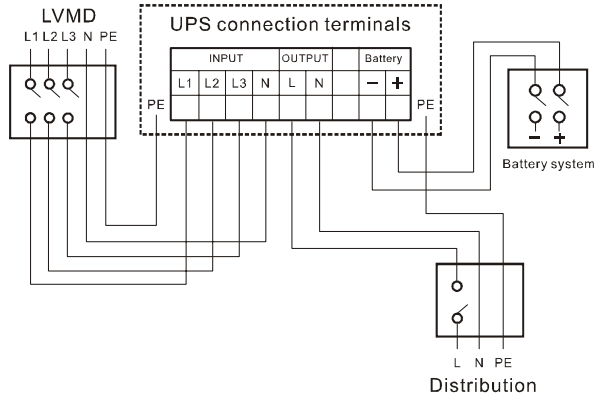 LVMD
L1 L2 L3 N PE
UPS connection terminals
INPUT OUTPUT Battery
L1 L2 L3 N L N − +
PE PE
− +
Battery system
L N PE
Distribution